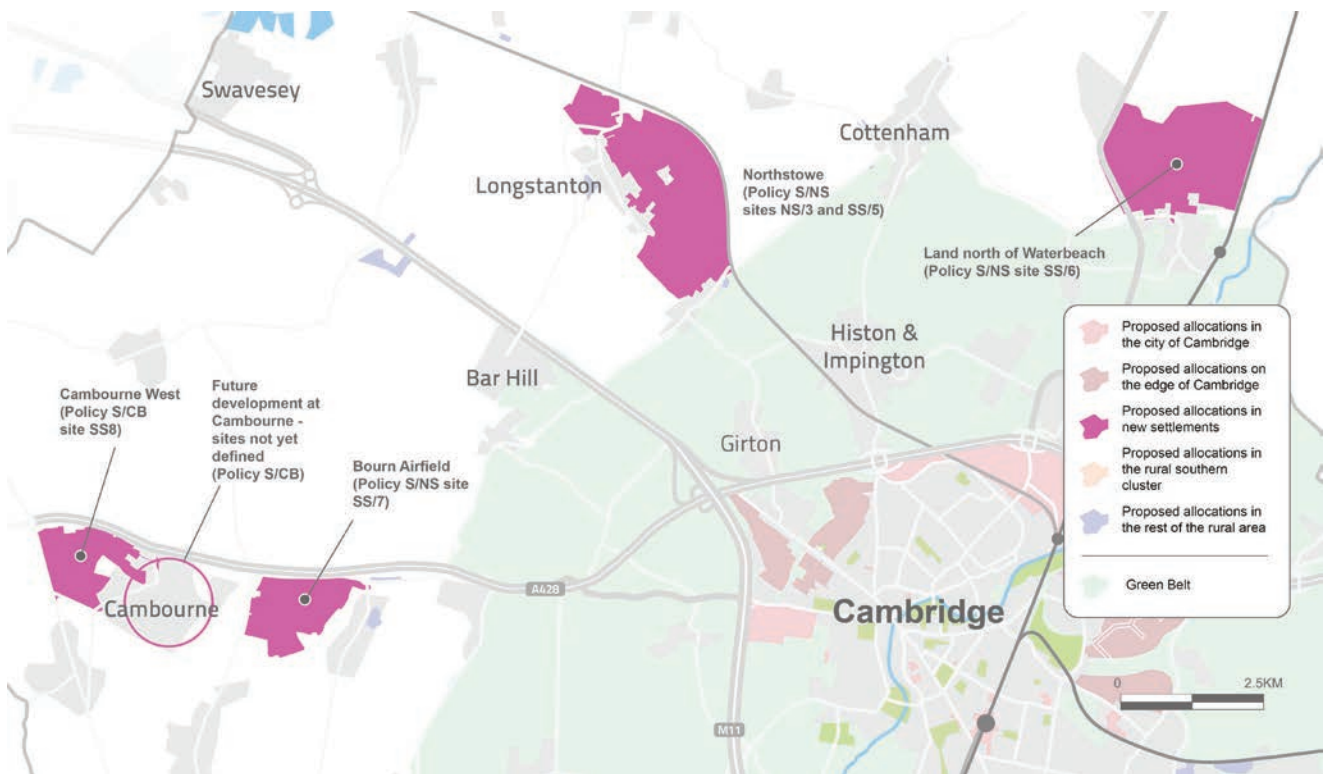 Swavesey
Cottenham
Longstanton
Northstowe
(Policy S/NS
sites NS/3 and SS/5)
Land north of Waterbeach
(Policy S/NS site SS/6)
Histon &
Impington
Bar Hill
Girton
Cambourne West
(Policy S/CB
site SS8)
Future
development at
Cambourne -
sites not yet
defined
(Policy S/CB)
Bourn Airfield
(Policy S/NS site
SS/7)
Cambourne
A428
Cambridge
M11
Proposed allocations in
the city of Cambridge
Proposed allocations on
the edge of Cambridge
Proposed allocations in
new settlements
Proposed allocations in
the rural southern
cluster
Proposed allocations in
the rest of the rural area
Green Belt
0
2.5KM